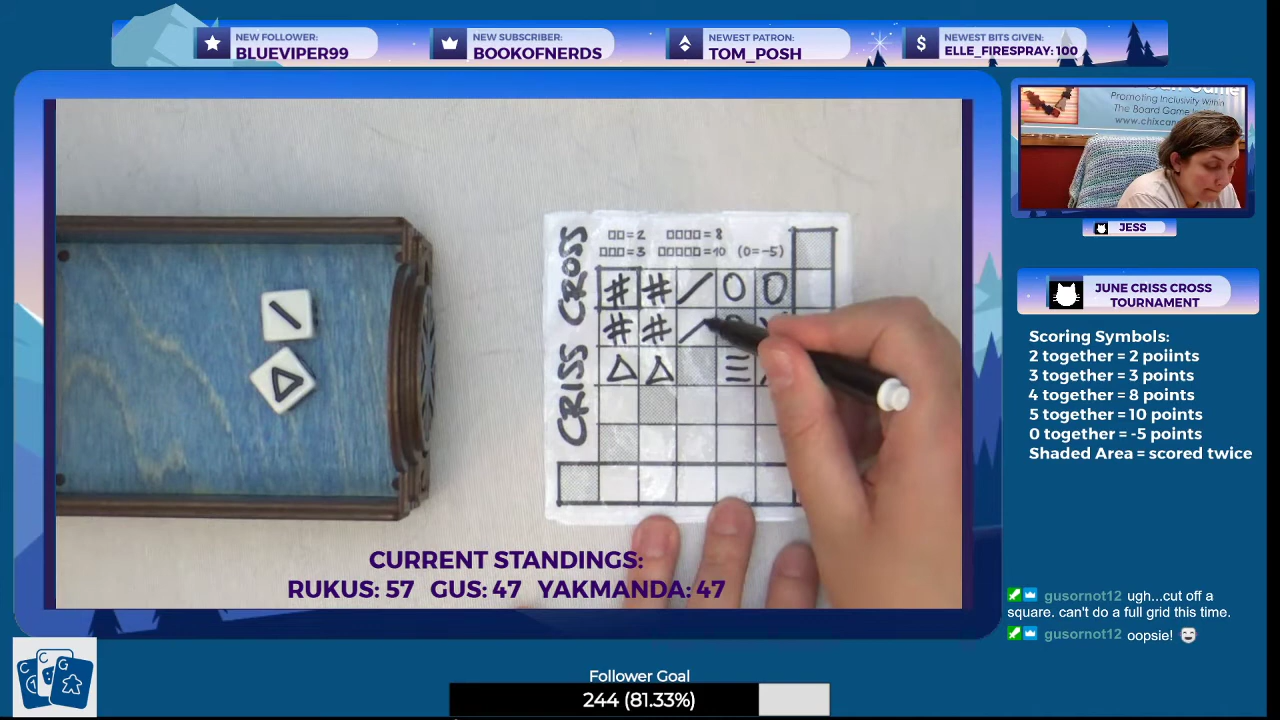 NEW FOLLOWER:
BLUEVIPER99
NEW SUBSCRIBER:
BOOKOFNERDS
NEWEST PATRON:
TOM_POSH
$
NEWEST BITS GIVEN:
ELLE_FIRESPRAY: 100
Promoting Inclusivity Within
The Board Game
JESS
JUNE CRISS CROSS
TOURNAMENT
Scoring Symbols:
2 together = 2 poiints
3 together = 3 points
4 together = 8 points
5 together = 10 points
0 together = -5 points
Shaded Area = scored twice
CRISS CROSS
□□=2 □□□□=8
□□□=3 □□□□□=10 (0=-5)
# # / O O
# # /
△ △ ☰
CURRENT STANDINGS:
RUKUS: 57 GUS: 47 YAKMANDA: 47
gusornot12 ugh...cut off a
square. can't do a full grid this time.
gusornot12 oopsie!
C C G
Follower Goal
244 (81.33%)